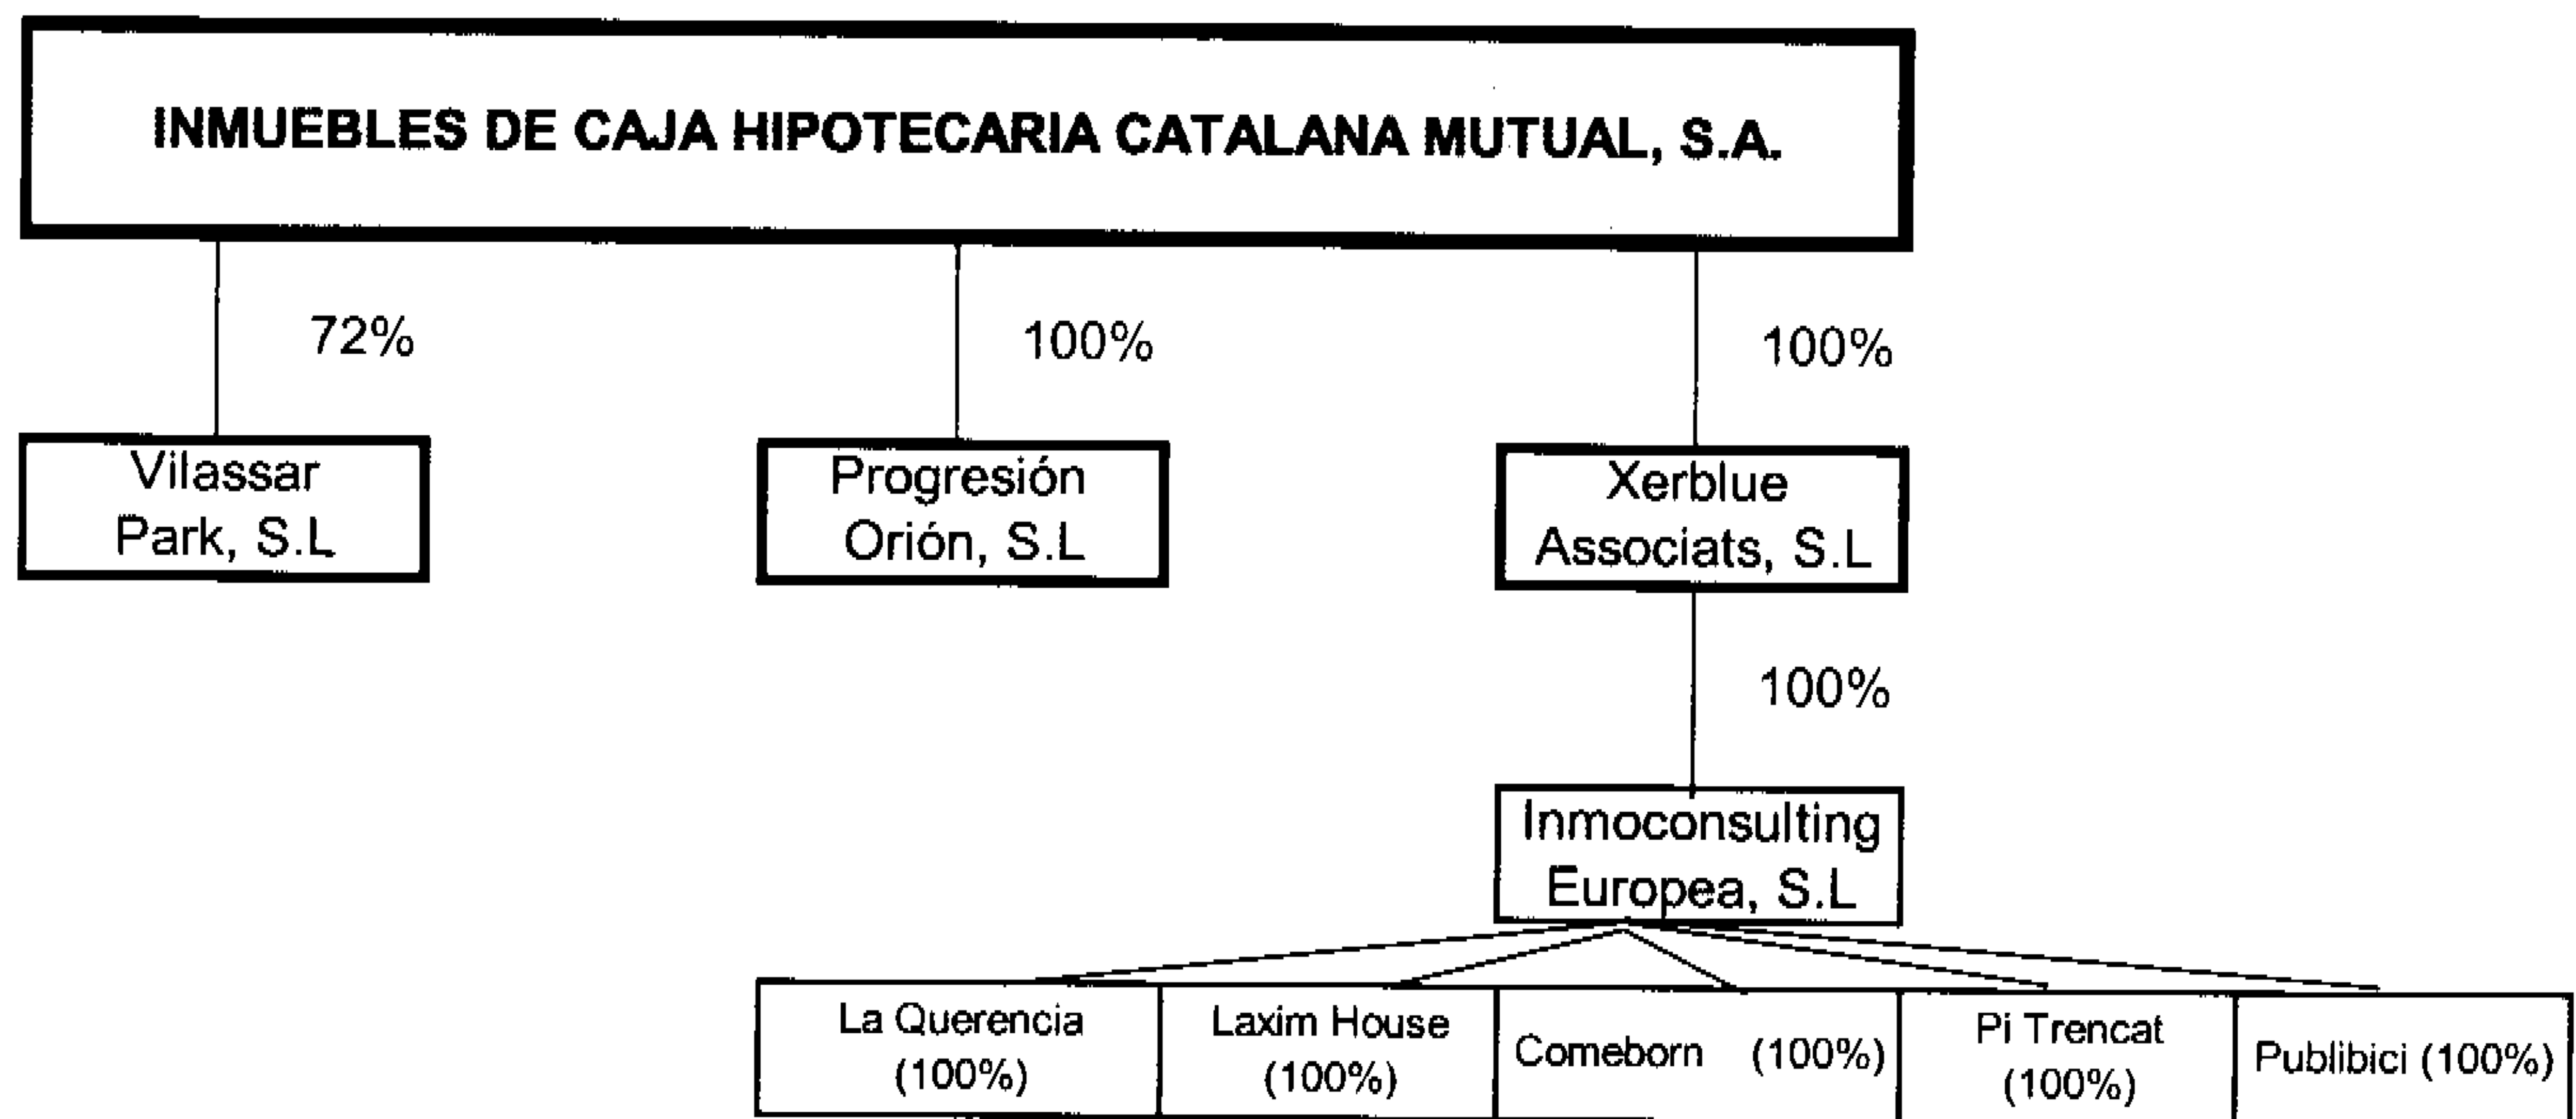 INMUEBLES DE CAJA HIPOTECARIA CATALANA MUTUAL, S.A.
72%
100%
100%
Vilassar
Park, S.L
Progresión
Orión, S.L
Xerblue
Associats, S.L
100%
Inmoconsulting
Europea, S.L
La Querencia
(100%)
Laxim House
(100%)
Comeborn (100%)
Pi Trencat
(100%)
Publibici (100%)